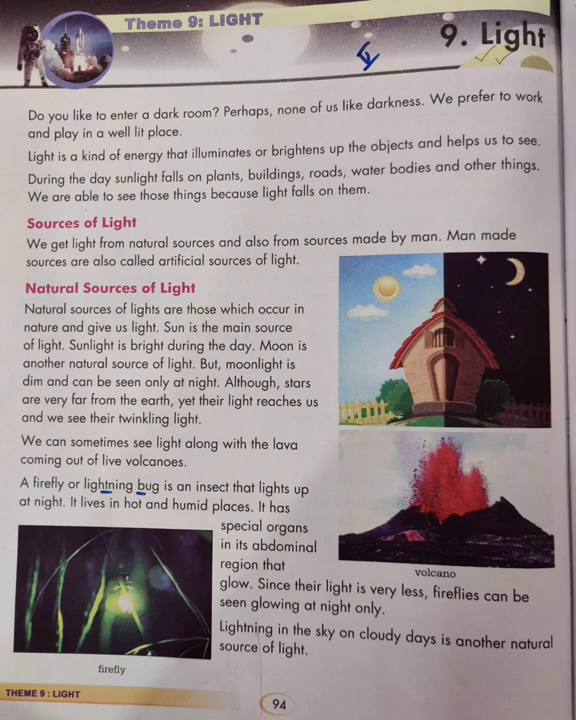 Theme 9: LIGHT
9. Light
Do you like to enter a dark room? Perhaps, none of us like darkness. We prefer to work
and play in a well lit place.
Light is a kind of energy that illuminates or brightens up the objects and helps us to see.
During the day sunlight falls on plants, buildings, roads, water bodies and other things.
We are able to see those things because light falls on them.
Sources of Light
We get light from natural sources and also from sources made by man. Man made
sources are also called artificial sources of light.
Natural Sources of Light
Natural sources of lights are those which occur in
nature and give us light. Sun is the main source
of light. Sunlight is bright during the day. Moon is
another natural source of light. But, moonlight is
dim and can be seen only at night. Although, stars
are very far from the earth, yet their light reaches us
and we see their twinkling light.
We can sometimes see light along with the lava
coming out of live volcanoes.
A firefly or lightning bug is an insect that lights up
at night. It lives in hot and humid places. It has
special organs
in its abdominal
region that
glow. Since their light is very less, fireflies can be
seen glowing at night only.
Lightning in the sky on cloudy days is another natural
source of light.
volcano
firefly
THEME 9 : LIGHT
94